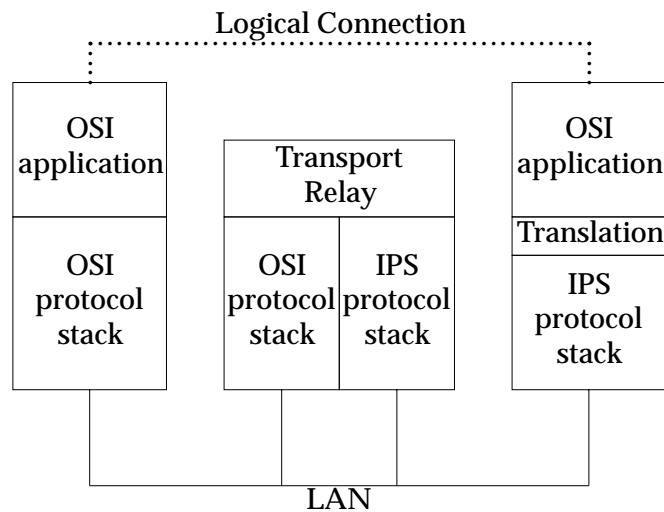 Logical Connection
OSI
application
OSI
protocol
stack
Transport
Relay
OSI
protocol
stack
IPS
protocol
stack
OSI
application
Translation
IPS
protocol
stack
LAN